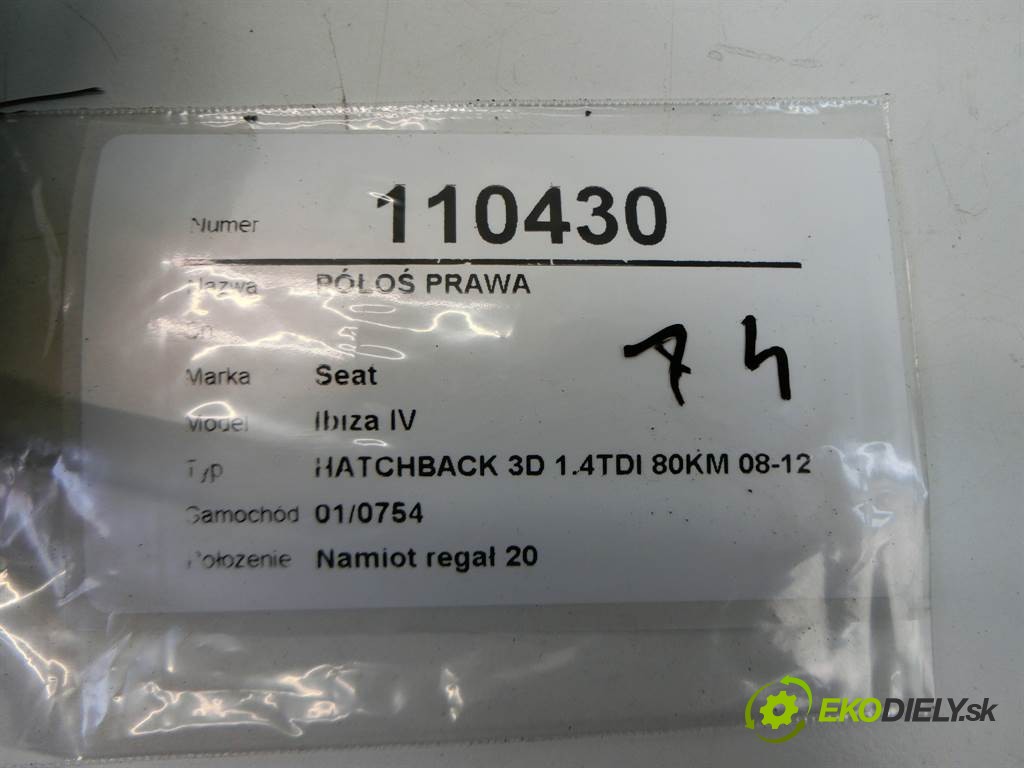 Numer 110430
Nazwa PÓŁOŚ PRAWA
Marka Seat
74
Model Ibiza IV
Typ HATCHBACK 3D 1.4TDI 80KM 08-12
Samochód 01/0754
Położenie Namiot regał 20
EKODIELY.sk